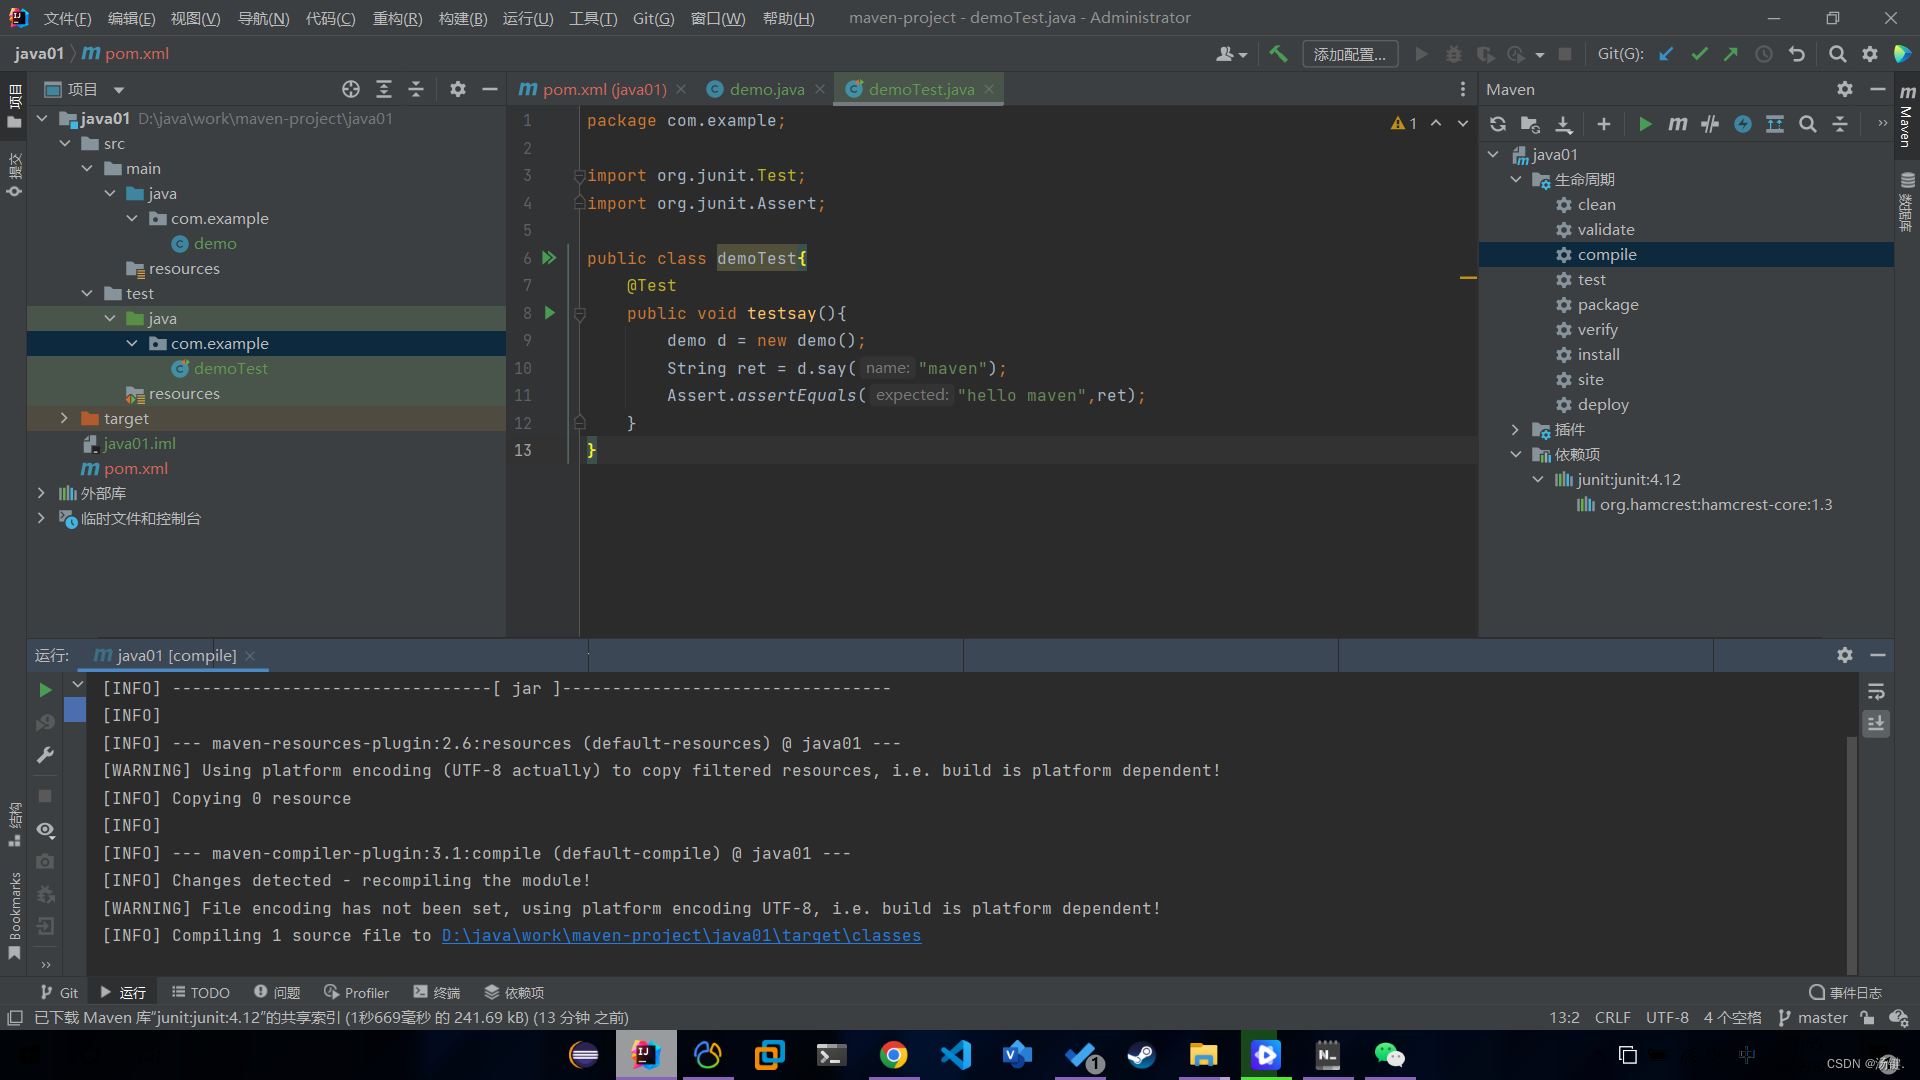 文件(F) 编辑(E) 视图(V) 导航(N) 代码(C) 重构(R) 构建(B) 运行(U) 工具(T) Git(G) 窗口(W) 帮助(H) maven-project - demoTest.java - Administrator
java01 pom.xml 添加配置... Git(G):
项目
提交
结构
Bookmarks
项目
java01 D:\java\work\maven-project\java01
src
main
java
com.example
demo
resources
test
java
com.example
demoTest
resources
target
java01.iml
pom.xml
外部库
临时文件和控制台
pom.xml (java01) demo.java demoTest.java
1 package com.example;
2
3 import org.junit.Test;
4 import org.junit.Assert;
5
6 public class demoTest{
7 @Test
8 public void testsay(){
9 demo d = new demo();
10 String ret = d.say( name: "maven");
11 Assert.assertEquals( expected: "hello maven",ret);
12 }
13 }
1
Maven
java01
生命周期
clean
validate
compile
test
package
verify
install
site
deploy
插件
依赖项
junit:junit:4.12
org.hamcrest:hamcrest-core:1.3
Maven
数据库
运行: java01 [compile]
[INFO] --------------------------------[ jar ]---------------------------------
[INFO]
[INFO] --- maven-resources-plugin:2.6:resources (default-resources) @ java01 ---
[WARNING] Using platform encoding (UTF-8 actually) to copy filtered resources, i.e. build is platform dependent!
[INFO] Copying 0 resource
[INFO]
[INFO] --- maven-compiler-plugin:3.1:compile (default-compile) @ java01 ---
[INFO] Changes detected - recompiling the module!
[WARNING] File encoding has not been set, using platform encoding UTF-8, i.e. build is platform dependent!
[INFO] Compiling 1 source file to D:\java\work\maven-project\java01\target\classes
Git 运行 TODO 问题 Profiler 终端 依赖项 事件日志
已下载 Maven 库"junit:junit:4.12"的共享索引 (1秒669毫秒 的 241.69 kB) (13 分钟 之前) 13:2 CRLF UTF-8 4 个空格 master
1
中
CSDN @汤键.